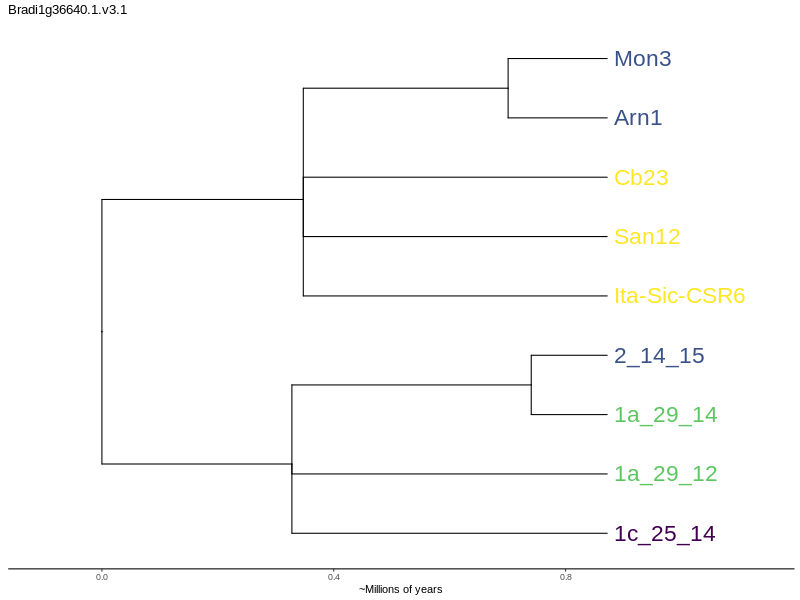 Bradi1g36640.1.v3.1
Mon3
Arn1
Cb23
San12
Ita-Sic-CSR6
2_14_15
1a_29_14
1a_29_12
1c_25_14
0.0 0.4 0.8
~Millions of years